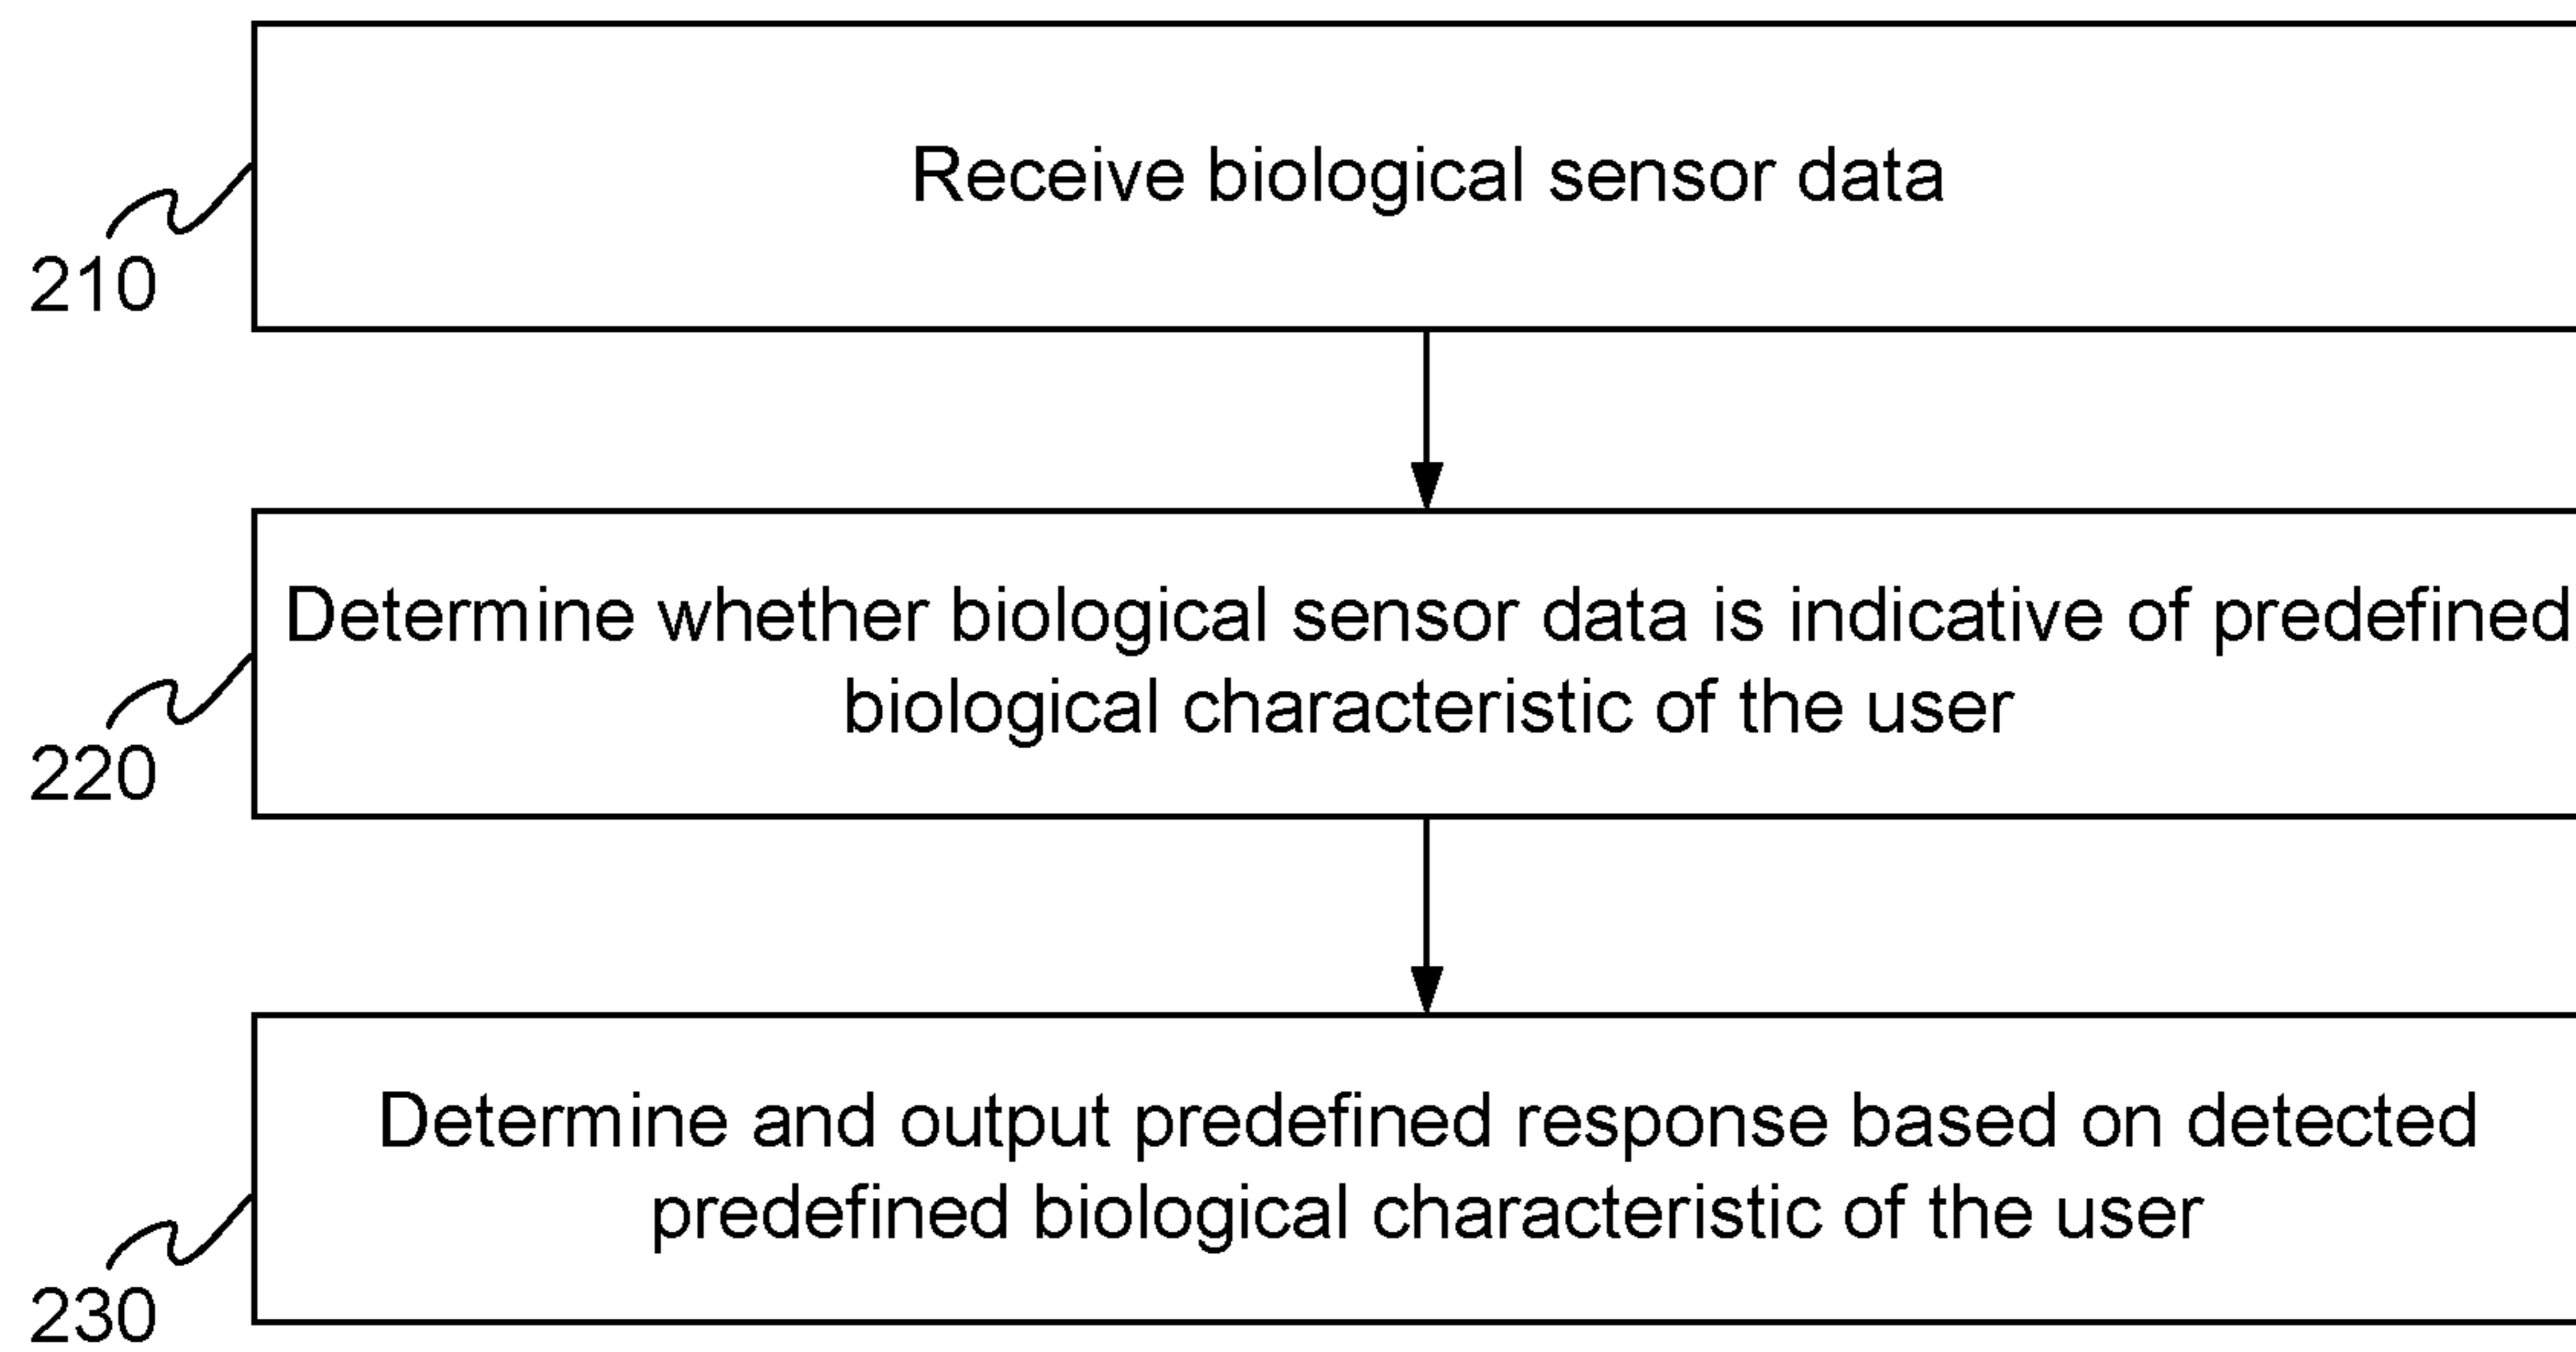 Receive biological sensor data
210
Determine whether biological sensor data is indicative of predefined
biological characteristic of the user
220
Determine and output predefined response based on detected
predefined biological characteristic of the user
230